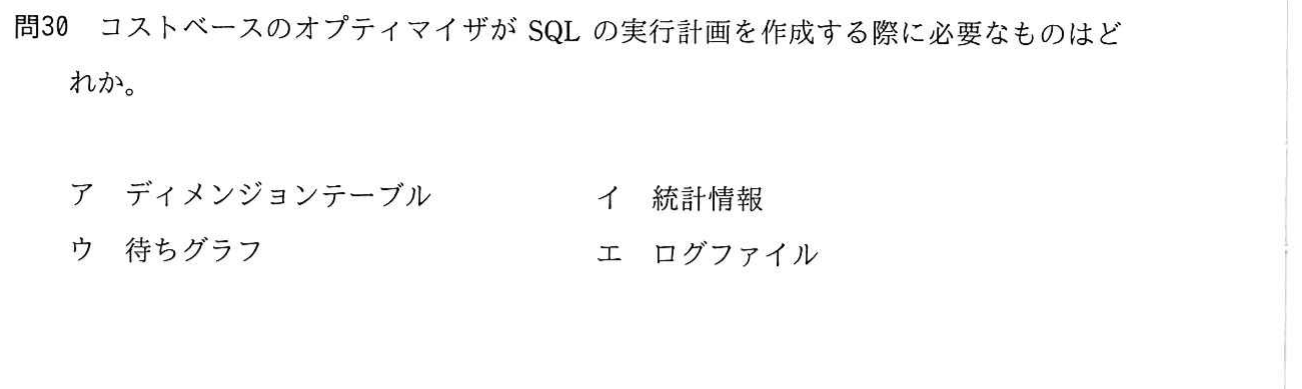 問30 コストベースのオプティマイザが SQL の実行計画を作成する際に必要なものはど
れか。
ア ディメンジョンテーブル イ 統計情報
ウ 待ちグラフ エ ログファイル